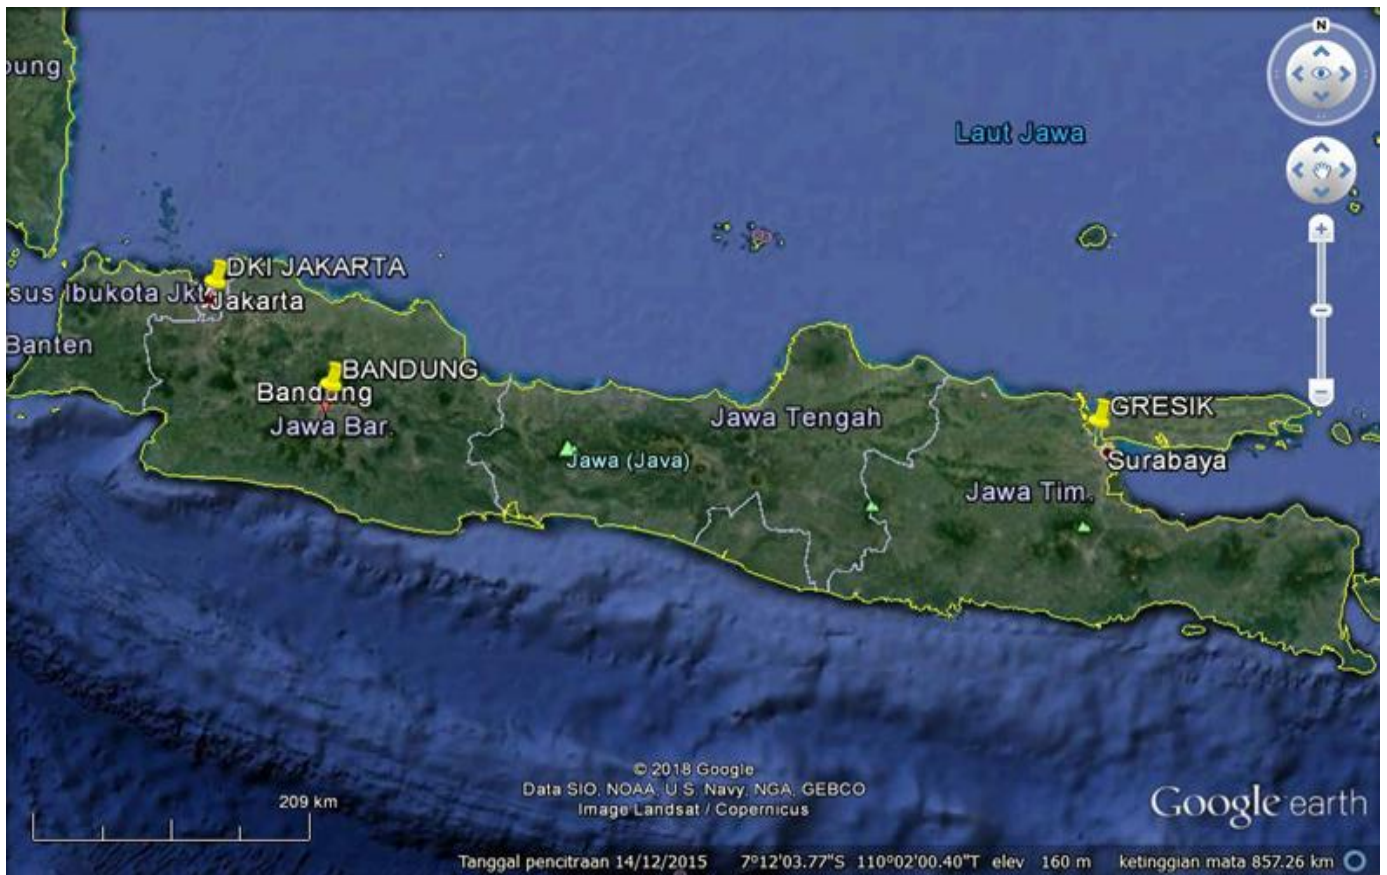 N
oung
Laut Jawa
DKI JAKARTA
sus Ibukota Jkt
Jakarta
Banten
BANDUNG
Bandung
Jawa Bar.
Jawa Tengah
GRESIK
Jawa (Java)
Surabaya
Jawa Tim.
209 km
© 2018 Google
Data SIO, NOAA, U.S. Navy, NGA, GEBCO
Image Landsat / Copernicus
Google earth
Tanggal pencitraan 14/12/2015 7°12'03.77"S 110°02'00.40"T elev 160 m ketinggian mata 857.26 km